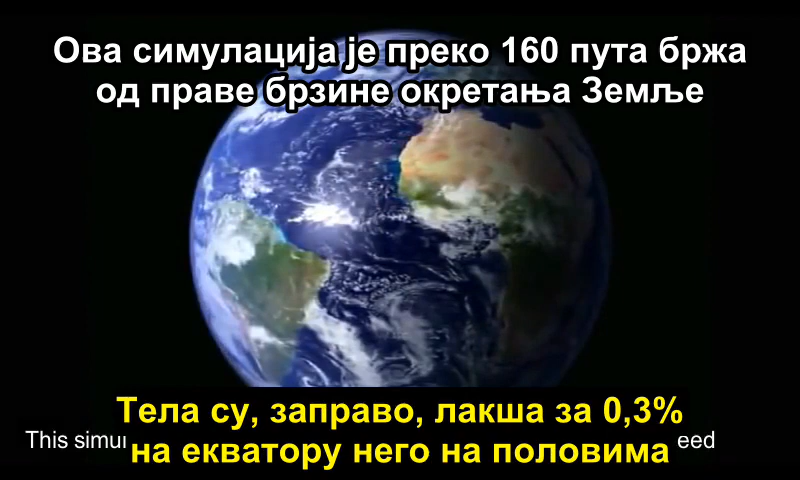 Ова симулација је преко 160 пута бржа
од праве брзине окретања Земље
Тела су, заправо, лакша за 0,3%
This
на екватору него на половима